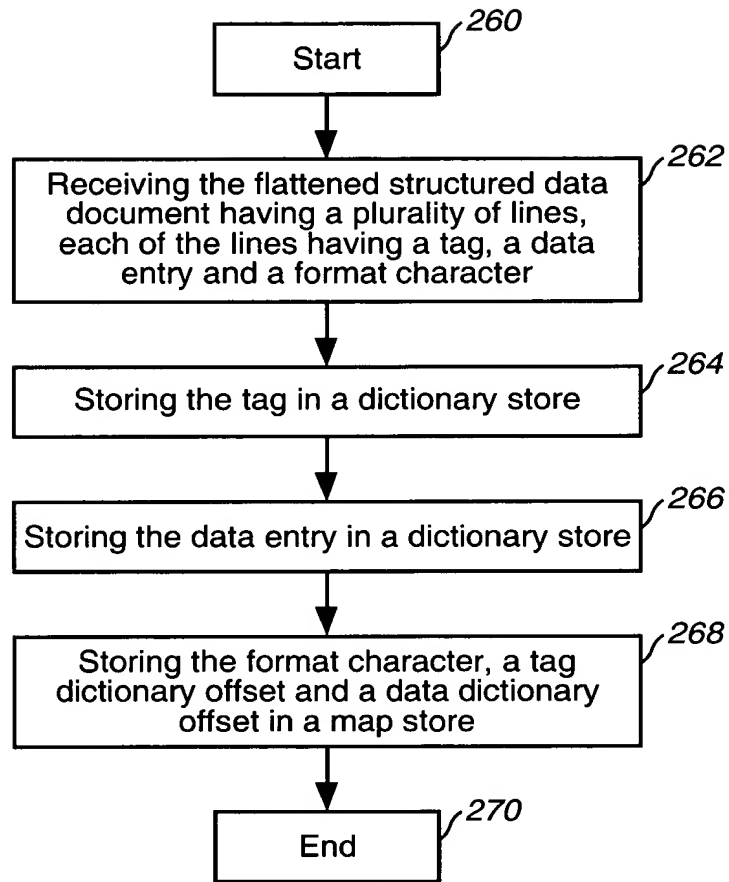 260
Start
262
Receiving the flattened structured data
document having a plurality of lines,
each of the lines having a tag, a data
entry and a format character
264
Storing the tag in a dictionary store
266
Storing the data entry in a dictionary store
268
Storing the format character, a tag
dictionary offset and a data dictionary
offset in a map store
270
End